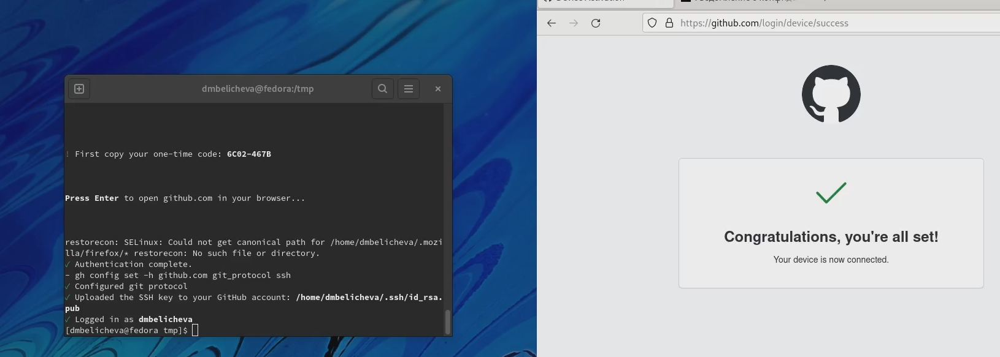 dmbelicheva@fedora:/tmp
! First copy your one-time code: 6C02-467B
Press Enter to open github.com in your browser...
restorecon: SELinux: Could not get canonical path for /home/dmbelicheva/.mozi
lla/firefox/* restorecon: No such file or directory.
✓ Authentication complete.
- gh config set -h github.com git_protocol ssh
✓ Configured git protocol
✓ Uploaded the SSH key to your GitHub account: /home/dmbelicheva/.ssh/id_rsa.
pub
✓ Logged in as dmbelicheva
[dmbelicheva@fedora tmp]$
https://github.com/login/device/success
Congratulations, you're all set!
Your device is now connected.